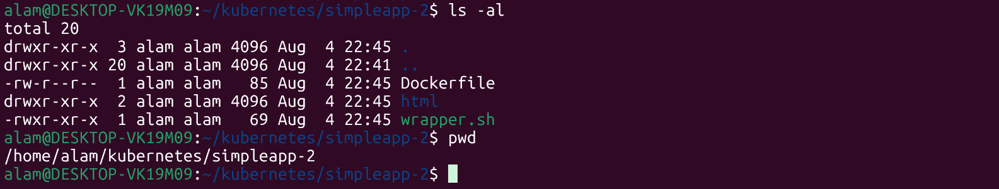 alam@DESKTOP-VK19M09:~/kubernetes/simpleapp-2$ ls -al
total 20
drwxr-xr-x  3 alam alam 4096 Aug  4 22:45 .
drwxr-xr-x 20 alam alam 4096 Aug  4 22:41 ..
-rw-r--r--  1 alam alam   85 Aug  4 22:45 Dockerfile
drwxr-xr-x  2 alam alam 4096 Aug  4 22:45 html
-rwxr-xr-x  1 alam alam   69 Aug  4 22:45 wrapper.sh
alam@DESKTOP-VK19M09:~/kubernetes/simpleapp-2$ pwd
/home/alam/kubernetes/simpleapp-2
alam@DESKTOP-VK19M09:~/kubernetes/simpleapp-2$